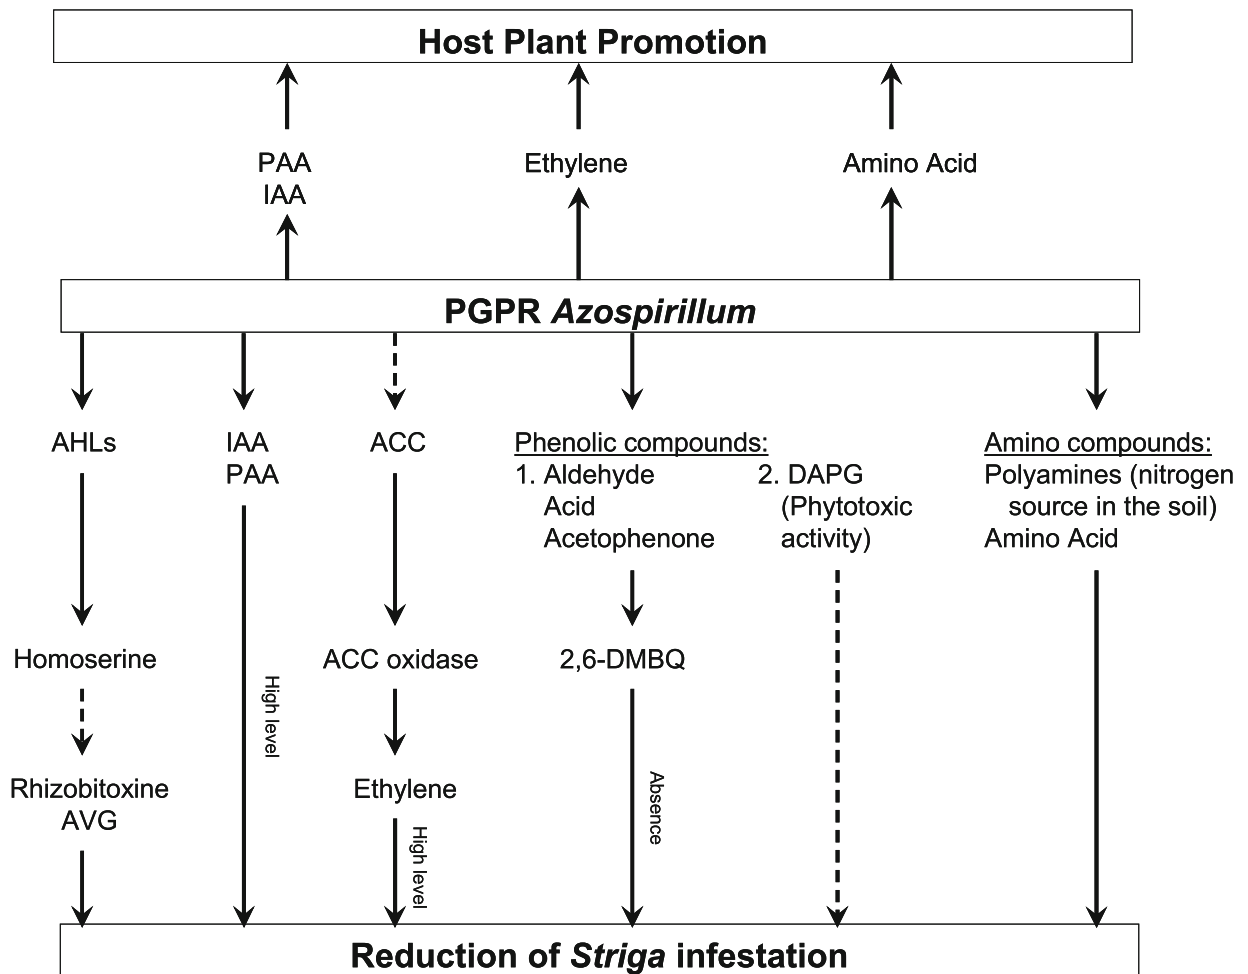 Host Plant Promotion
PAA
IAA
Ethylene
Amino Acid
PGPR Azospirillum
AHLs
IAA
PAA
ACC
Phenolic compounds:
1. Aldehyde
Acid
Acetophenone
2. DAPG
(Phytotoxic
activity)
Amino compounds:
Polyamines (nitrogen
source in the soil)
Amino Acid
Homoserine
High level
ACC oxidase
2,6-DMBQ
Rhizobitoxine
AVG
Ethylene
High level
Absence
Reduction of Striga infestation